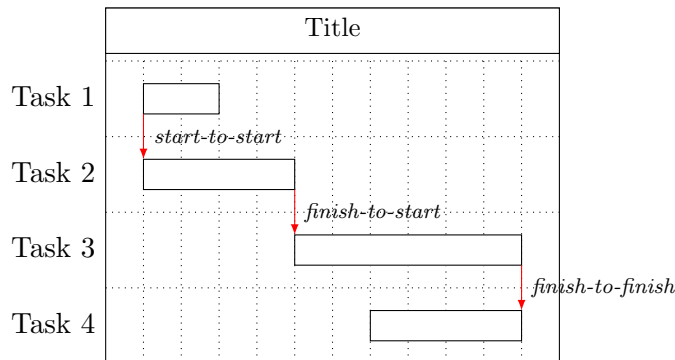 Title
Task 1
start-to-start
Task 2
finish-to-start
Task 3
finish-to-finish
Task 4